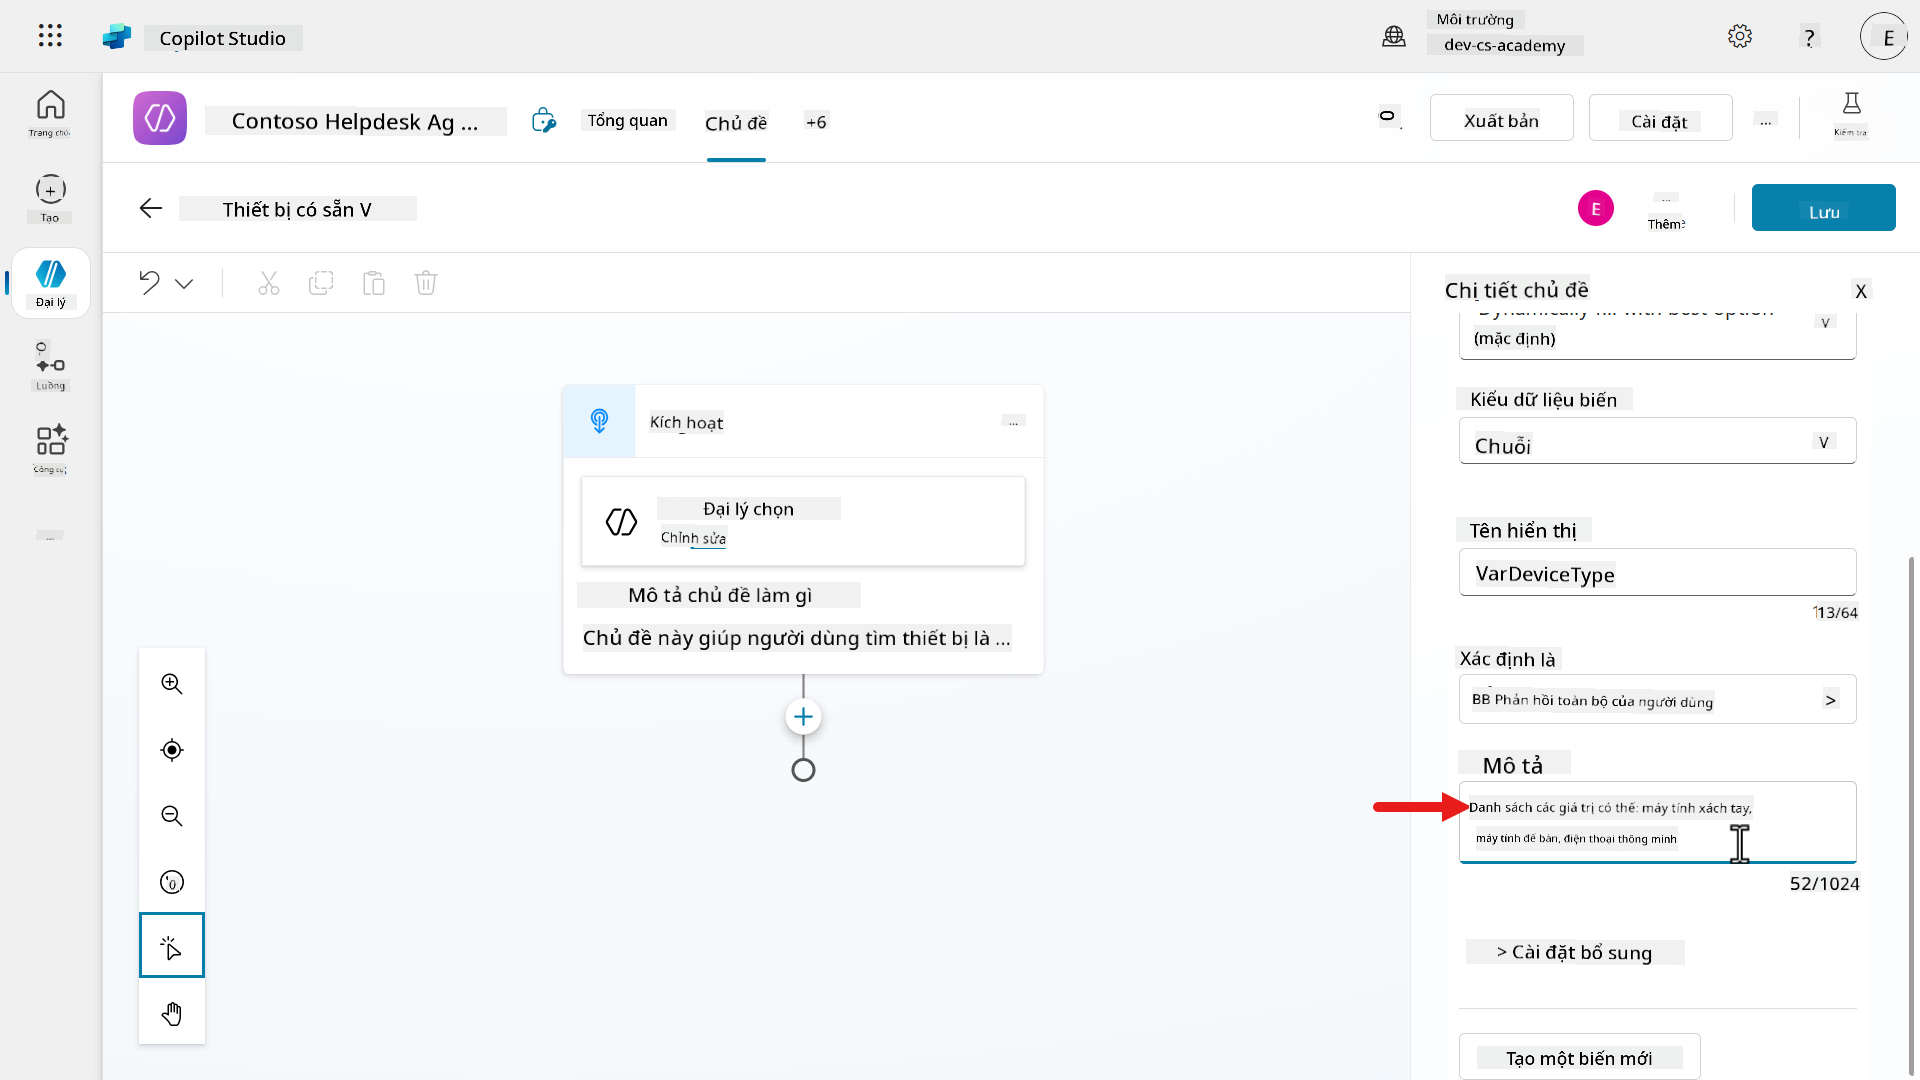 Copilot Studio
Môi trường
dev-cs-academy
?
E
Trang chủ
Contoso Helpdesk Ag ...
Tổng quan
Chủ đề
+6
Xuất bản
Cài đặt
...
Kiểm tra
Tạo
Thiết bị có sẵn V
E
...
Thêm
Lưu
Đại lý
Luồng
...
Chi tiết chủ đề
X
Dynamically fill with best option
(mặc định)
V
Kích hoạt
...
Đại lý chọn
Chỉnh sửa
Mô tả chủ đề làm gì
Chủ đề này giúp người dùng tìm thiết bị là ...
Kiểu dữ liệu biến
Chuỗi
V
Tên hiển thị
VarDeviceType
13/64
Xác định là
BB Phản hồi toàn bộ của người dùng
>
Mô tả
Danh sách các giá trị có thể: máy tính xách tay,
máy tính để bàn, điện thoại thông minh
52/1024
> Cài đặt bổ sung
Tạo một biến mới